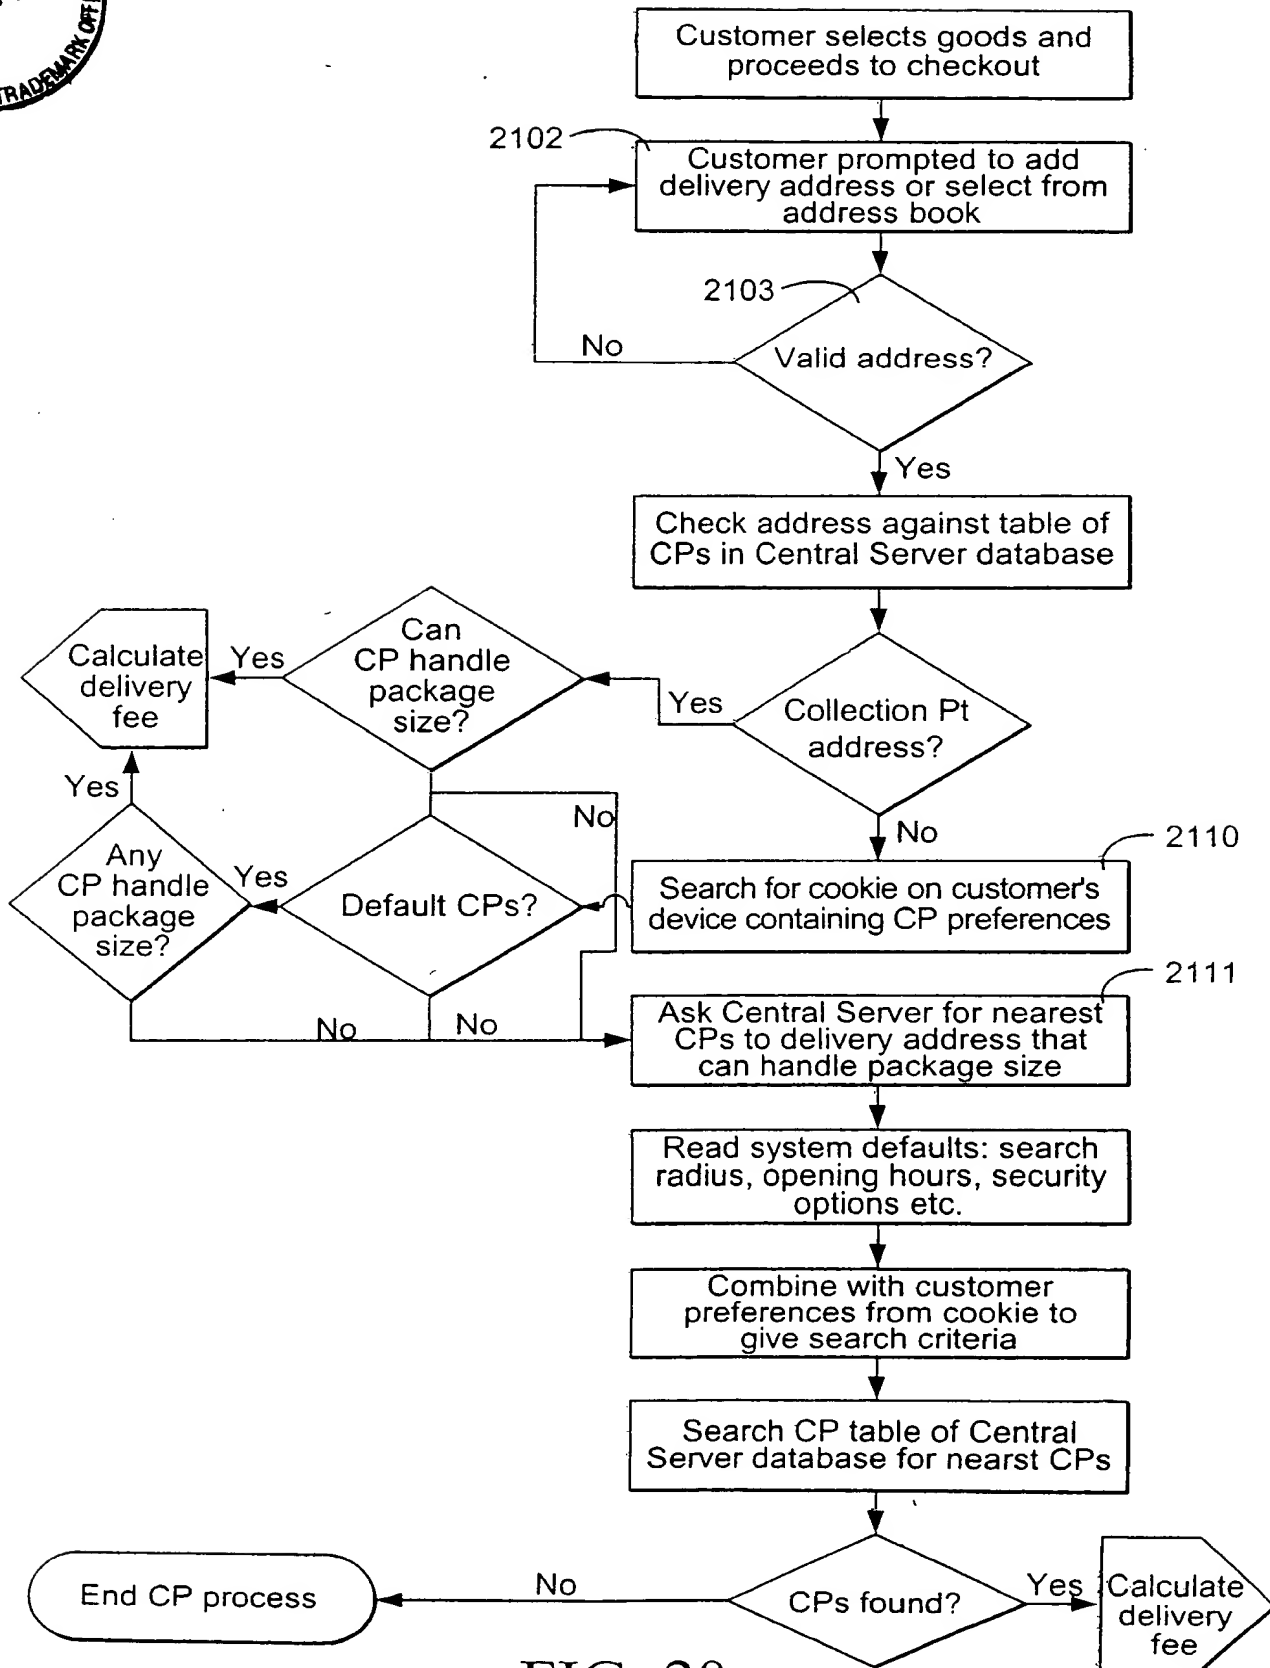 TRADEMARK OFF
Customer selects goods and
proceeds to checkout
2102
Customer prompted to add
delivery address or select from
address book
2103
Valid address?
No
Yes
Check address against table of
CPs in Central Server database
Can
CP handle
package
size?
Calculate
delivery
fee
Yes
Yes
Collection Pt
address?
Yes
No
No
2110
Any
CP handle
package
size?
Yes
Default CPs?
Search for cookie on customer's
device containing CP preferences
2111
No
No
Ask Central Server for nearest
CPs to delivery address that
can handle package size
Read system defaults: search
radius, opening hours, security
options etc.
Combine with customer
preferences from cookie to
give search criteria
Search CP table of Central
Server database for nearst CPs
End CP process
No
CPs found?
Yes
Calculate
delivery
fee